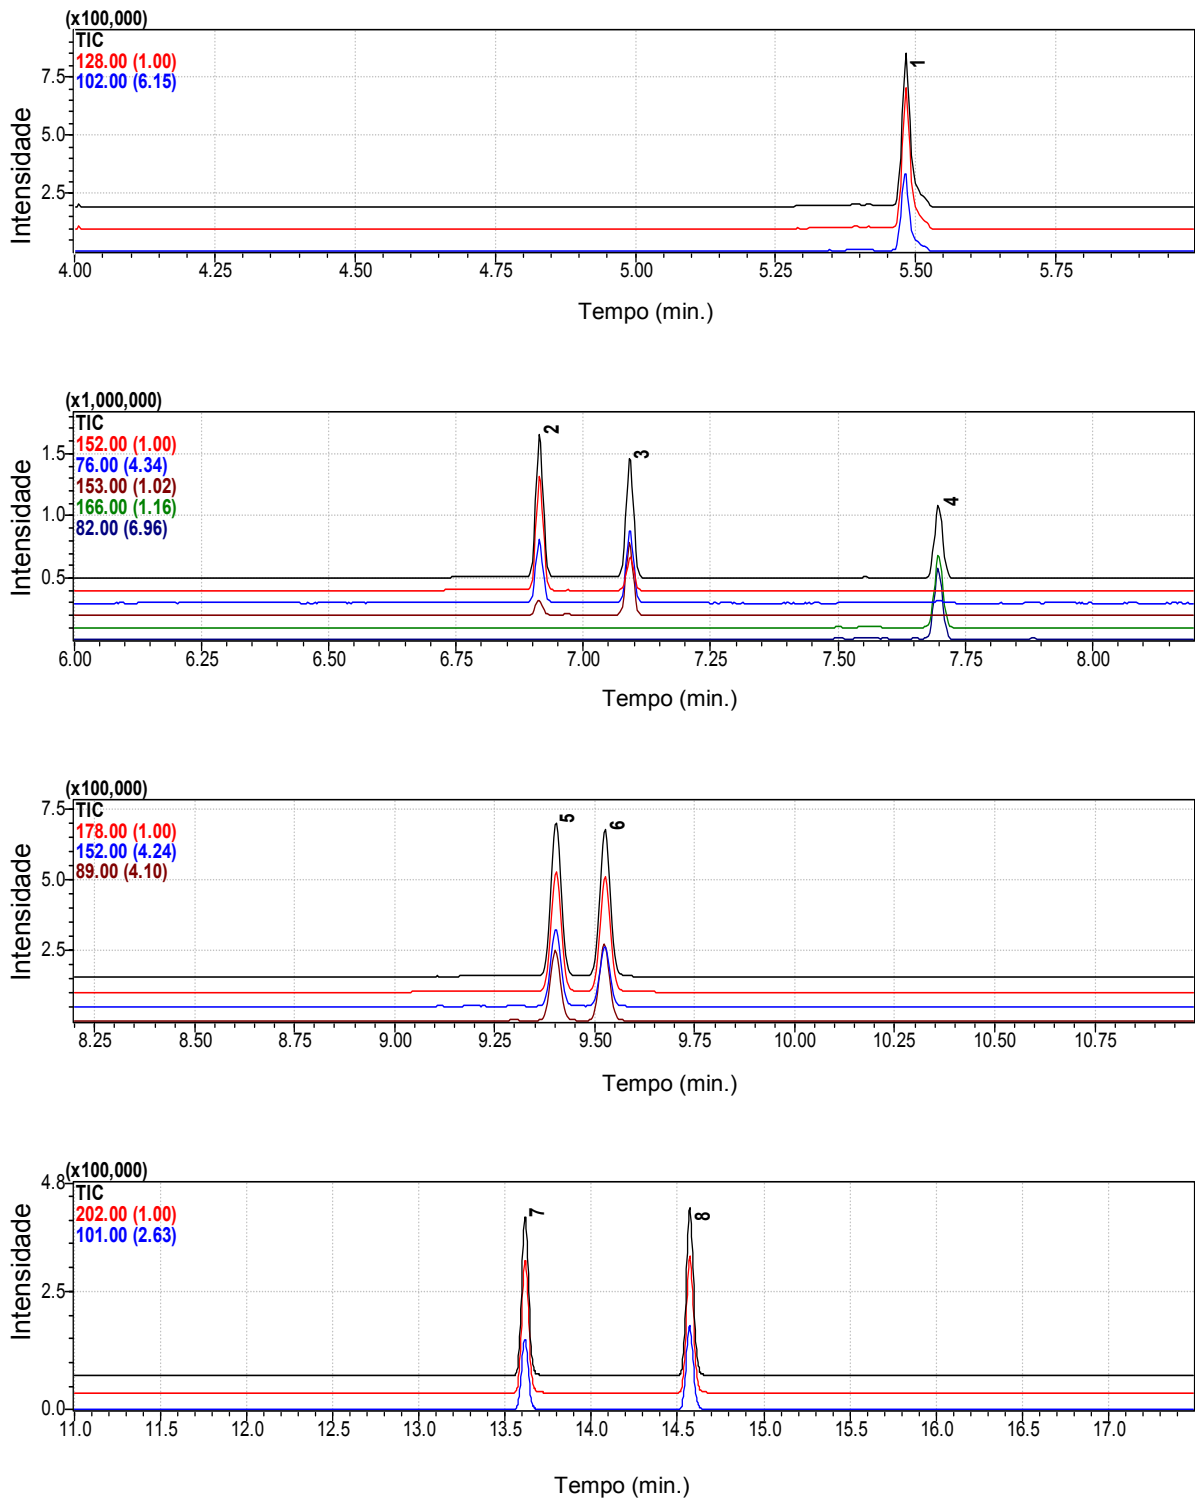 (x100,000)
TIC
128.00 (1.00)
102.00 (6.15)
7.5
5.0
2.5
Intensidade
1
4.00 4.25 4.50 4.75 5.00 5.25 5.50 5.75
Tempo (min.)
(x1,000,000)
TIC
152.00 (1.00)
76.00 (4.34)
153.00 (1.02)
166.00 (1.16)
82.00 (6.96)
1.5
1.0
0.5
Intensidade
2 3 4
6.00 6.25 6.50 6.75 7.00 7.25 7.50 7.75 8.00
Tempo (min.)
(x100,000)
7.5
TIC
178.00 (1.00)
152.00 (4.24)
89.00 (4.10)
5.0
2.5
Intensidade
5 6
8.25 8.50 8.75 9.00 9.25 9.50 9.75 10.00 10.25 10.50 10.75
Tempo (min.)
(x100,000)
4.8
TIC
202.00 (1.00)
101.00 (2.63)
2.5
0.0
Intensidade
7 8
11.0 11.5 12.0 12.5 13.0 13.5 14.0 14.5 15.0 15.5 16.0 16.5 17.0
Tempo (min.)